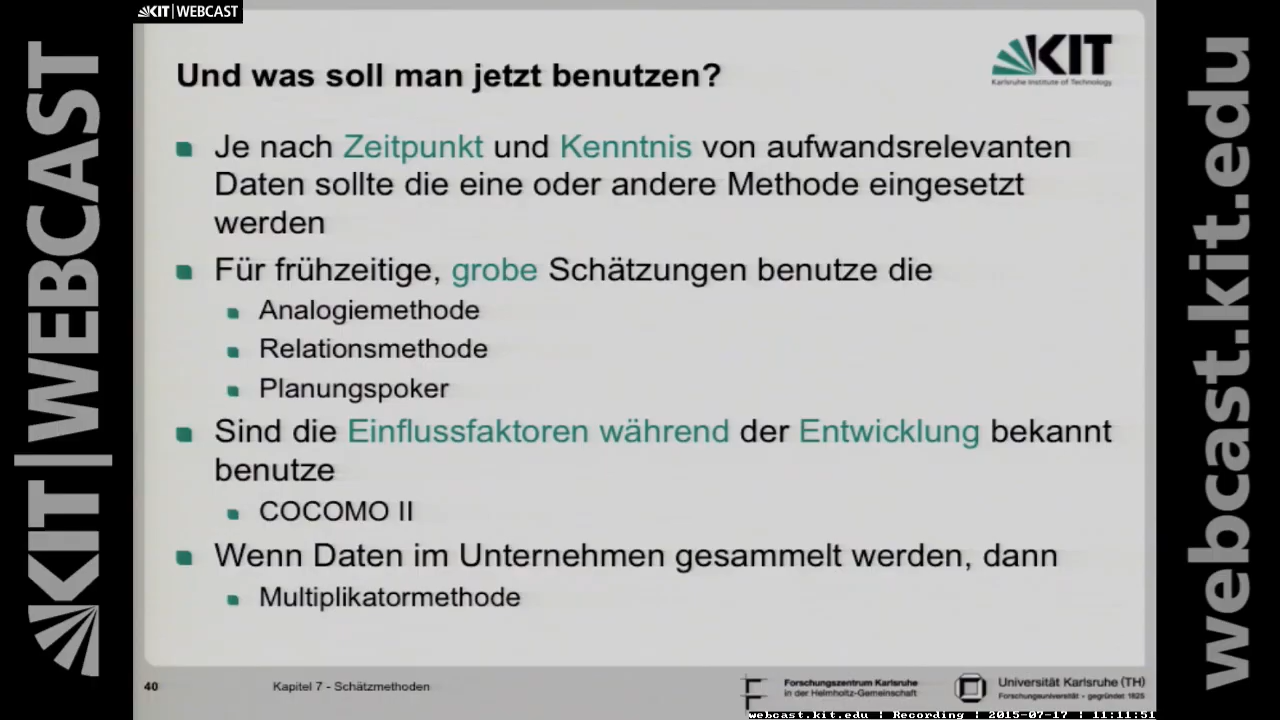 KIT|WEBCAST
KIT|WEBCAST
webcast.kit.edu
KIT
Karlsruhe Institute of Technology
Und was soll man jetzt benutzen?
Je nach Zeitpunkt und Kenntnis von aufwandsrelevanten
Daten sollte die eine oder andere Methode eingesetzt
werden
Für frühzeitige, grobe Schätzungen benutze die
Analogiemethode
Relationsmethode
Planungspoker
Sind die Einflussfaktoren während der Entwicklung bekannt
benutze
COCOMO II
Wenn Daten im Unternehmen gesammelt werden, dann
Multiplikatormethode
40
Kapitel 7 - Schätzmethoden
Forschungszentrum Karlsruhe
in der Helmholtz-Gemeinschaft
Universität Karlsruhe (TH)
Forschungsuniversität - gegründet 1825
webcast.kit.edu | Recording | 2015-07-17 | 11:11:51